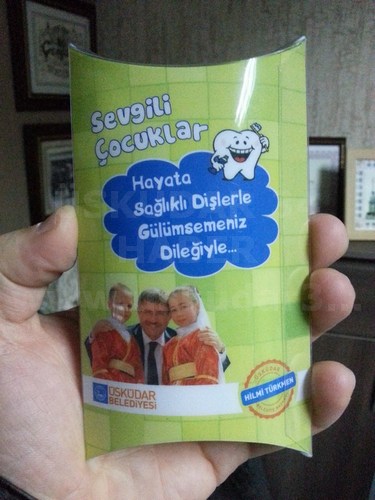 Sevgili
Çocuklar
Hayata
Sağlıklı Dişlerle
Gülümsemeniz
Dileğiyle...
ÜSKÜDAR
BELEDİYESİ
HİLMİ TÜRKMEN